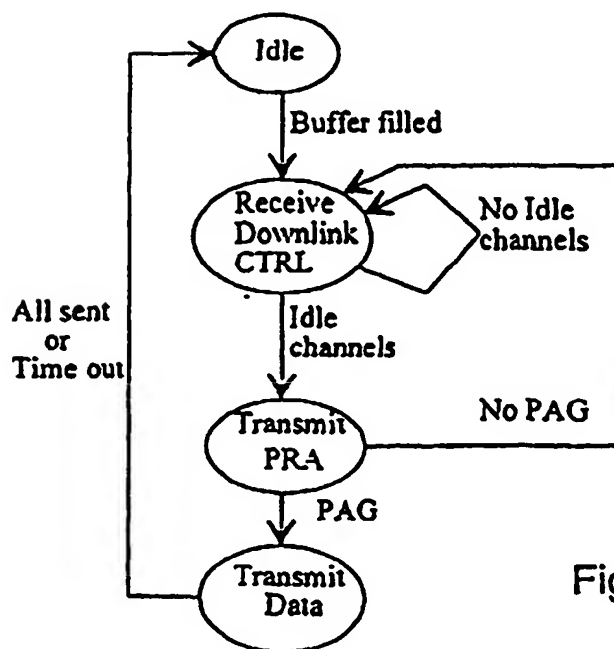 Idle
Buffer filled
Receive
Downlink
CTRL
No Idle
channels
All sent
or
Time out
Idle
channels
Transmit
PRA
No PAG
PAG
Transmit
Data
Fig